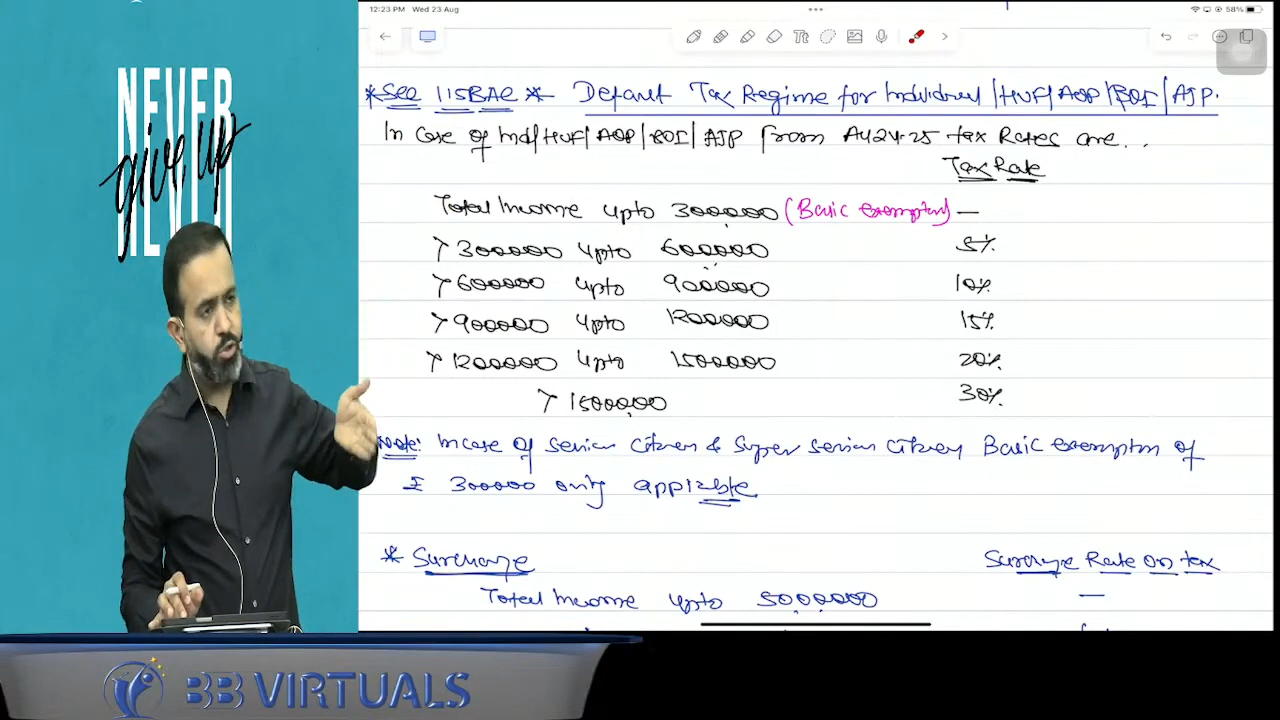 12:23 PM Wed 23 Aug
58%
NEVER
give up
NEVER
*Sec 115BAC* Default Tax Regime for Individual/HUF/AOP/BOI/AJP.
In case of Ind/HUF/AOP/BOI/AJP from AY24-25 tax Rates are..
Tax Rate
Total Income upto 300000 (Basic exemption) —
>300000 upto 600000 5%
>600000 upto 900000 10%
>900000 upto 1200000 15%
>1200000 upto 1500000 20%
>1500000 30%
Note: In case of Senior Citizen & Super Senior Citizen Basic exemption of
₹ 300000 only applicable
* Surcharge Surcharge Rate on tax
Total Income upto 5000000 —
BB VIRTUALS